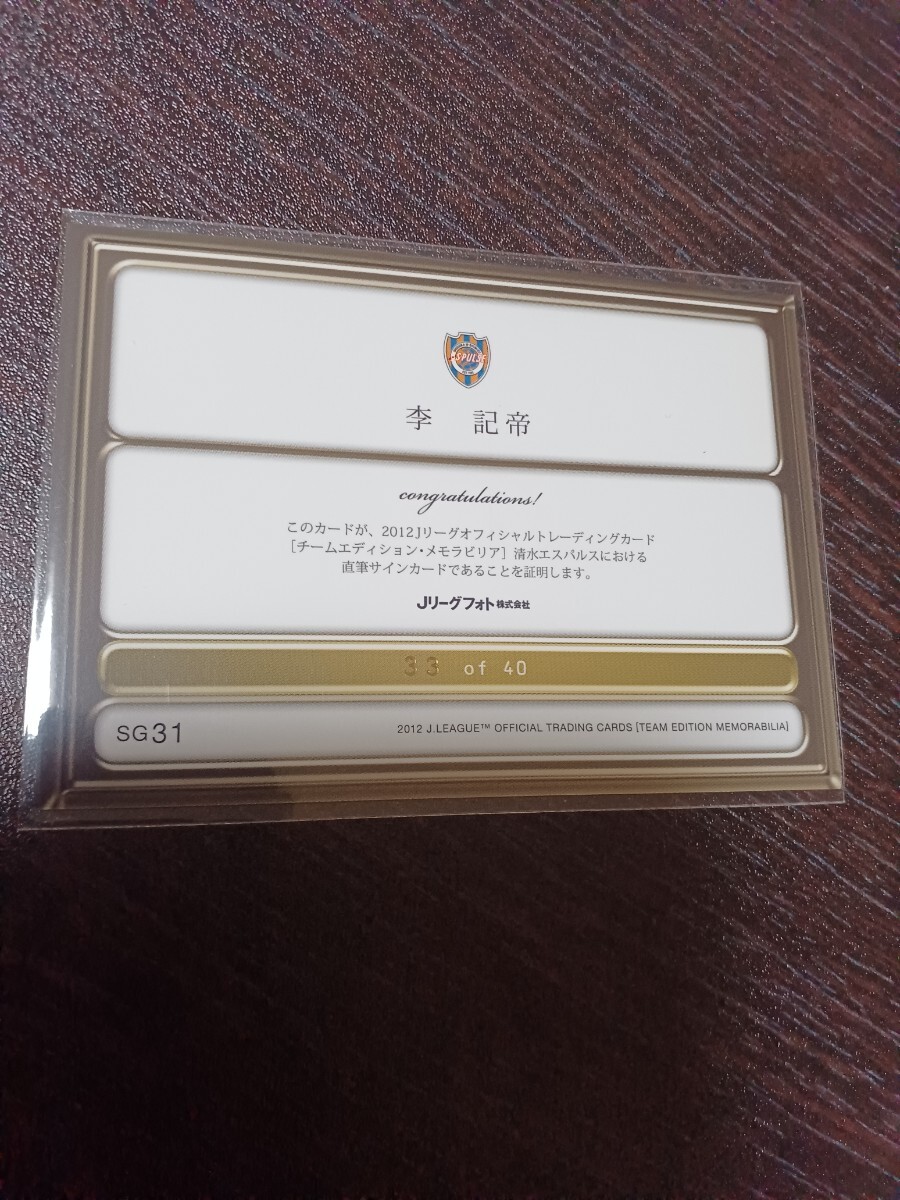 S-PULSE
李 記帝
congratulations!
このカードが、2012Jリーグオフィシャルトレーディングカード
［チームエディション・メモラビリア］清水エスパルスにおける
直筆サインカードであることを証明します。
Jリーグフォト株式会社
33 of 40
SG31
2012 J.LEAGUE™ OFFICIAL TRADING CARDS [TEAM EDITION MEMORABILIA]